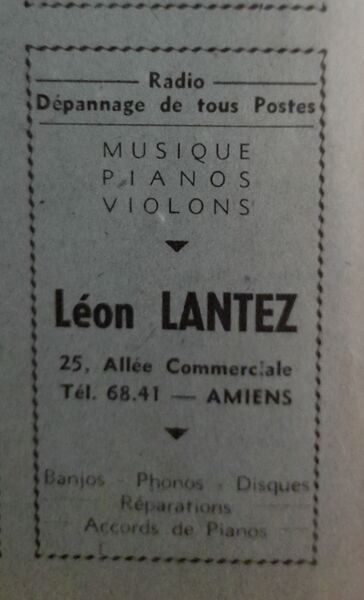 Radio
Dépannage de tous Postes
MUSIQUE
PIANOS
VIOLONS
Léon LANTEZ
25, Allée Commerciale
Tél. 68.41 — AMIENS
Banjos - Phonos - Disques
Réparations
Accords de Pianos